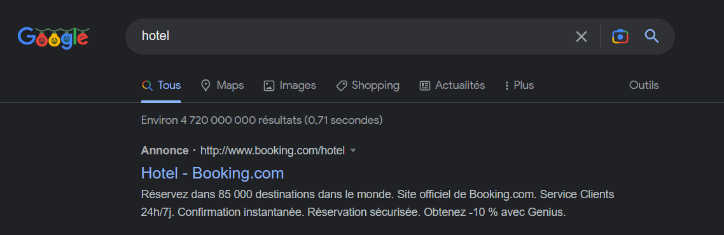 Google
hotel
Tous Maps Images Shopping Actualités Plus Outils
Environ 4 720 000 000 résultats (0,71 secondes)
Annonce · http://www.booking.com/hotel
Hotel - Booking.com
Réservez dans 85 000 destinations dans le monde. Site officiel de Booking.com. Service Clients
24h/7j. Confirmation instantanée. Réservation sécurisée. Obtenez -10 % avec Genius.